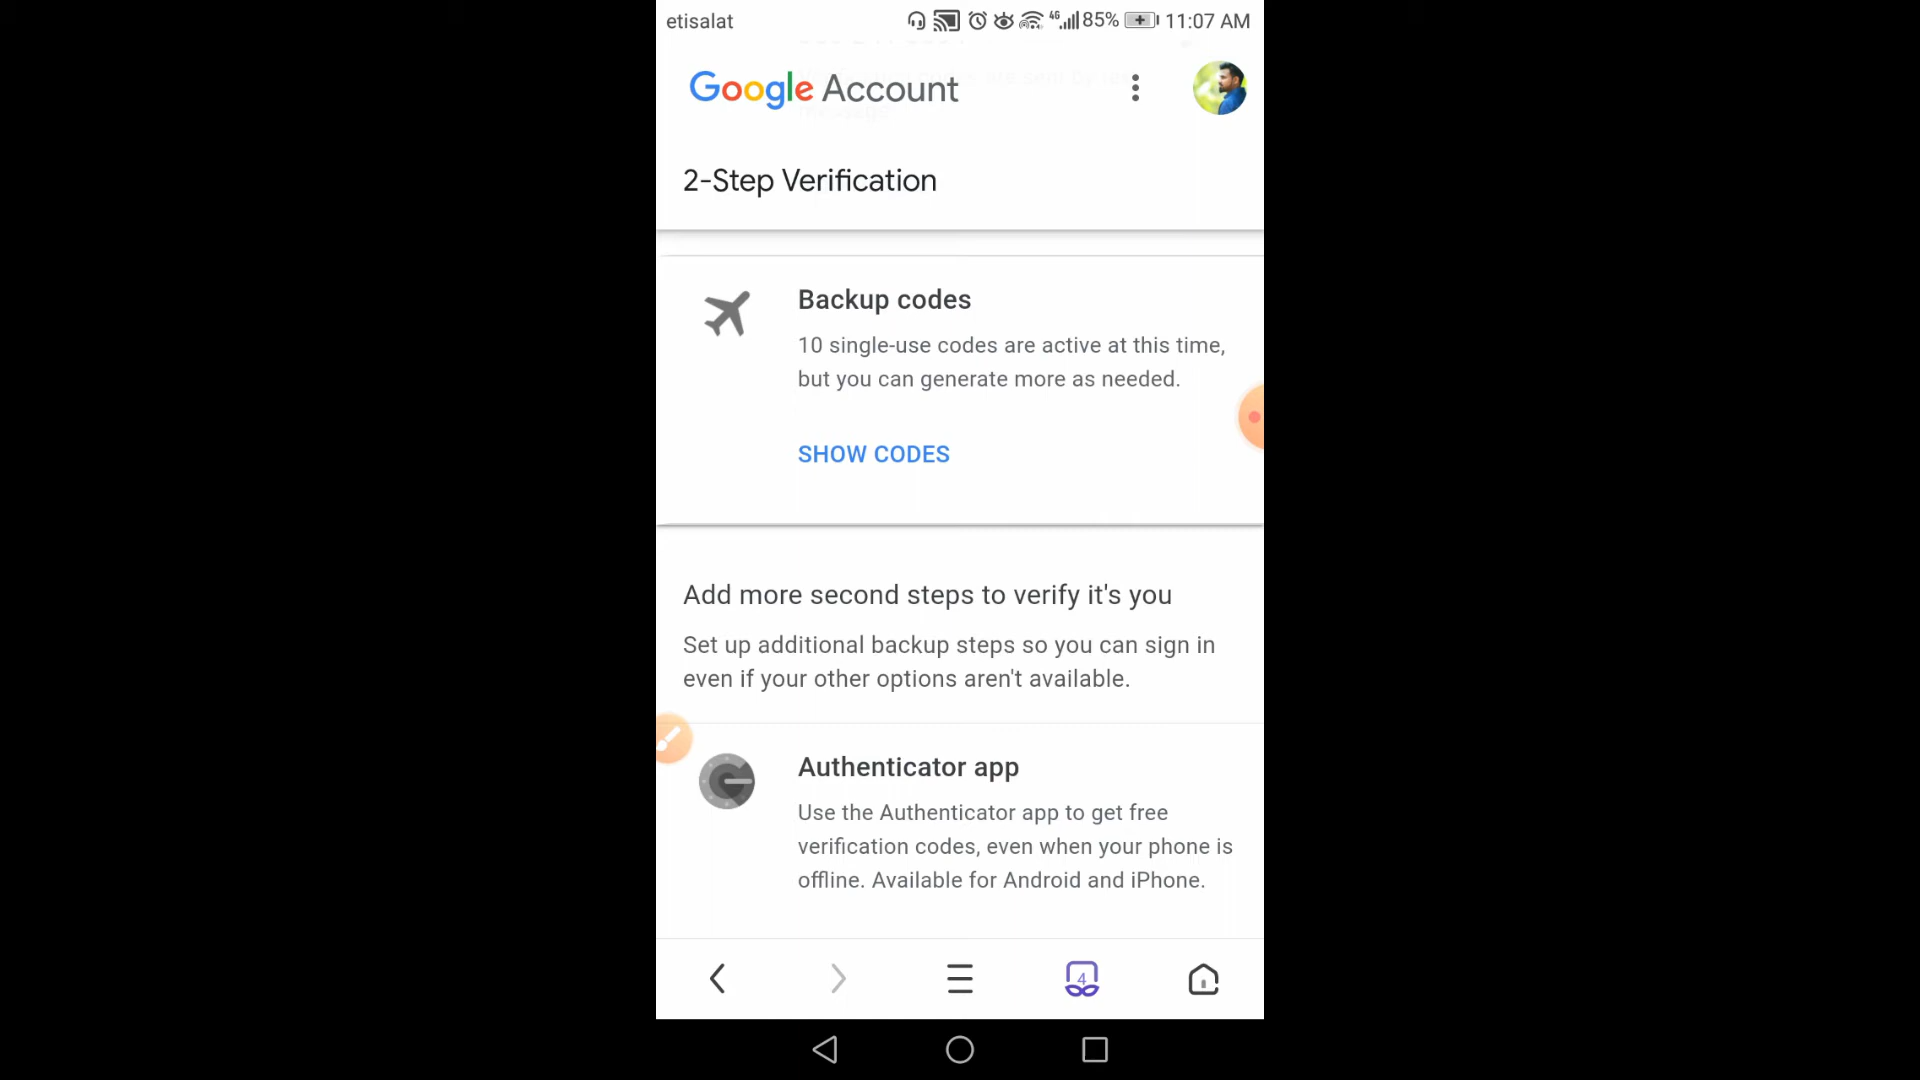 etisalat 4G 85% 11:07 AM
Google Account
2-Step Verification
Backup codes
10 single-use codes are active at this time,
but you can generate more as needed.
SHOW CODES
Add more second steps to verify it's you
Set up additional backup steps so you can sign in
even if your other options aren't available.
Authenticator app
Use the Authenticator app to get free
verification codes, even when your phone is
offline. Available for Android and iPhone.
4